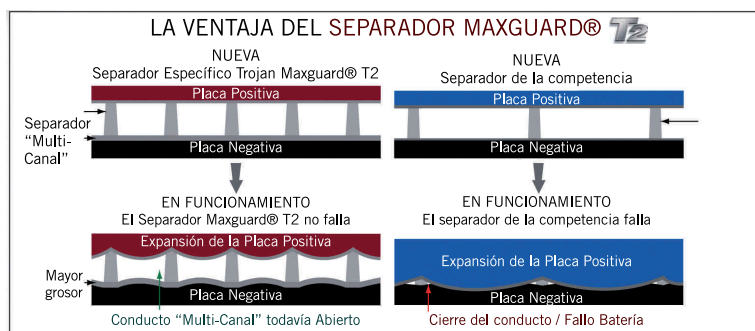 LA VENTAJA DEL SEPARADOR MAXGUARD® T2
NUEVA
Separador Específico Trojan Maxguard® T2
Placa Positiva
Separador
"Multi-
Canal"
Placa Negativa
EN FUNCIONAMIENTO
El Separador Maxguard® T2 no falla
Expansión de la Placa Positiva
Mayor
grosor
Placa Negativa
Conducto "Multi-Canal" todavía Abierto
NUEVA
Separador de la competencia
Placa Positiva
Placa Negativa
EN FUNCIONAMIENTO
El separador de la competencia falla
Expansión de la Placa Positiva
Placa Negativa
Cierre del conducto / Fallo Batería